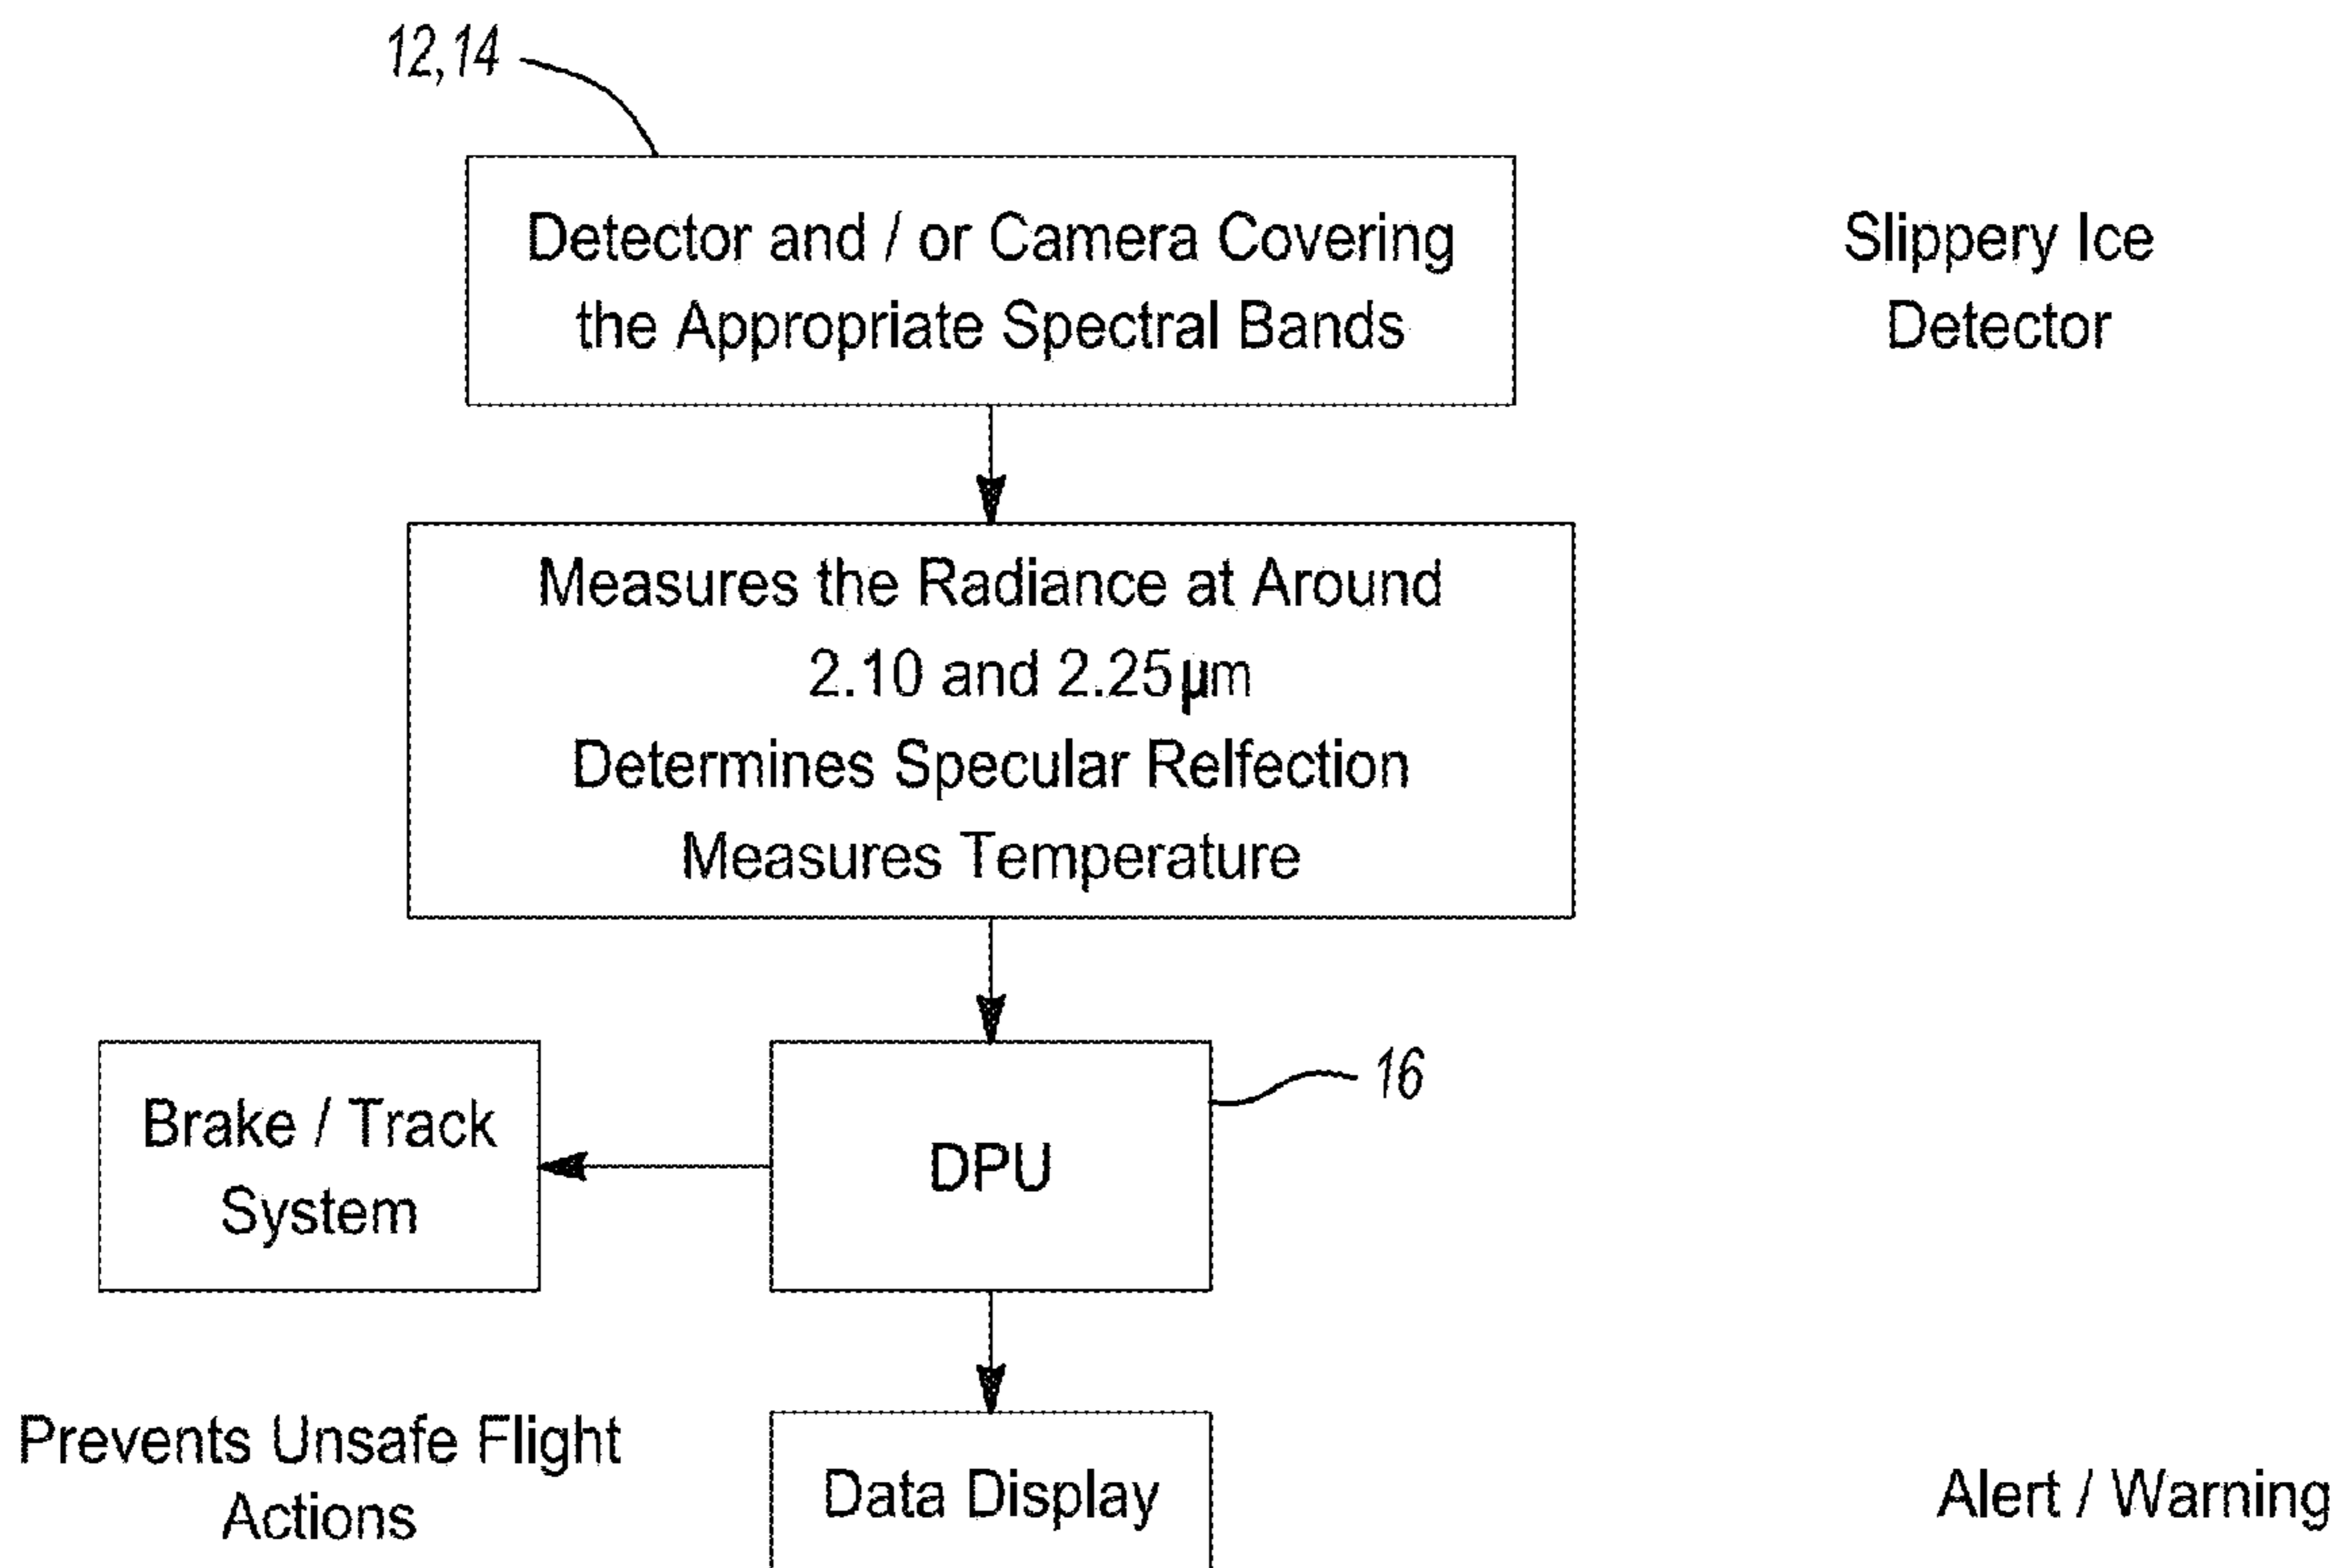 12,14
Detector and / or Camera Covering
the Appropriate Spectral Bands
Slippery Ice
Detector
Measures the Radiance at Around
2.10 and 2.25µm
Determines Specular Relfection
Measures Temperature
Brake / Track
System
DPU
16
Prevents Unsafe Flight
Actions
Data Display
Alert / Warning